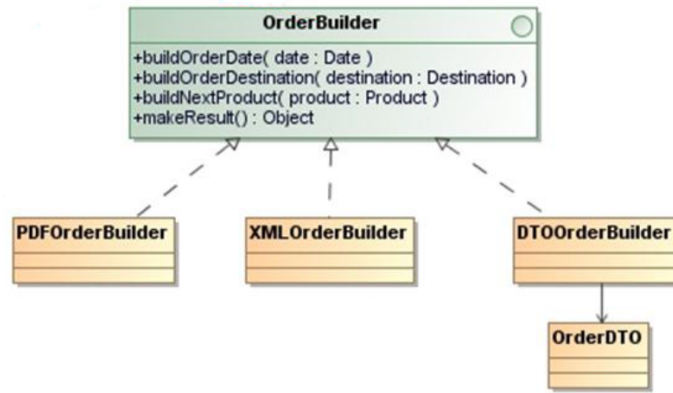 OrderBuilder
+buildOrderDate( date : Date )
+buildOrderDestination( destination : Destination )
+buildNextProduct( product : Product )
+makeResult() : Object
PDFOrderBuilder
XMLOrderBuilder
DTOOrderBuilder
OrderDTO